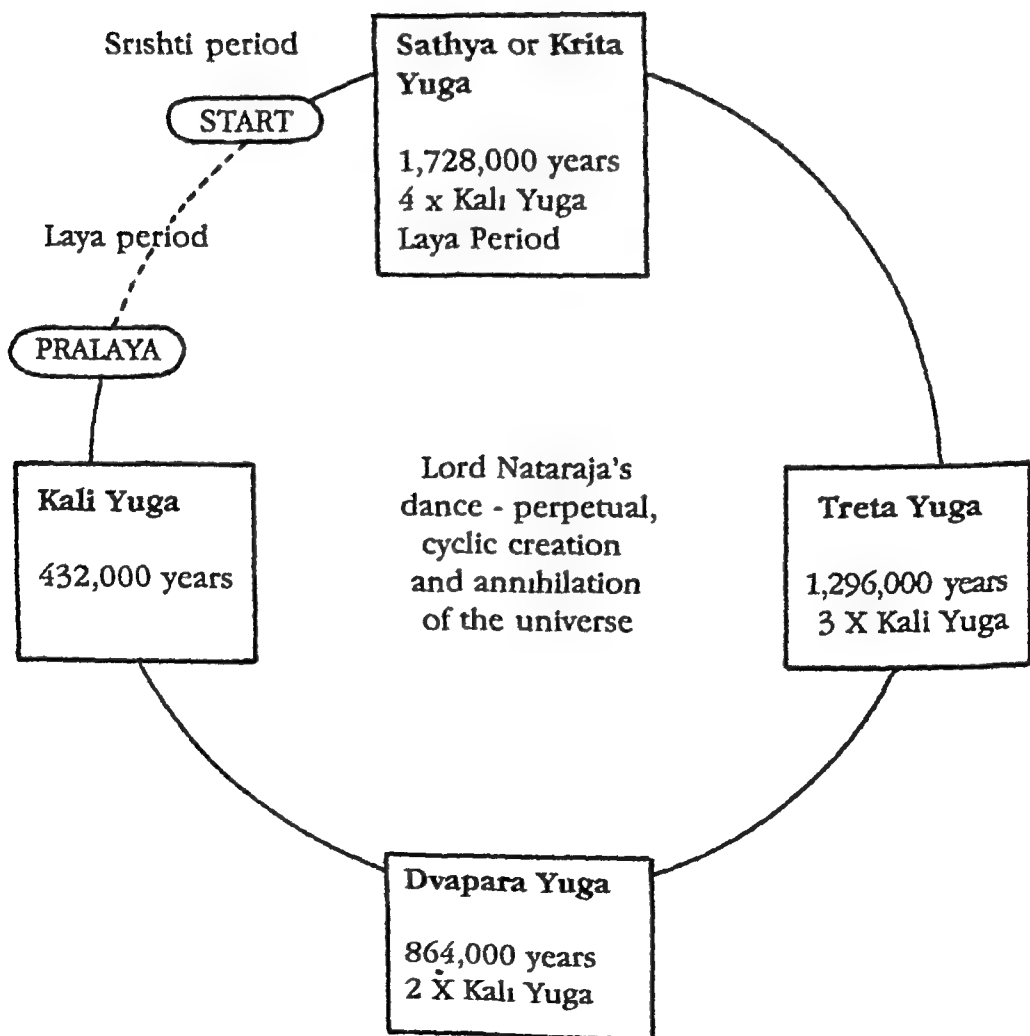 Srishti period
START
Laya period
PRALAYA
Sathya or Krita
Yuga
1,728,000 years
4 x Kali Yuga
Laya Period
Kali Yuga
432,000 years
Lord Nataraja's
dance - perpetual,
cyclic creation
and annihilation
of the universe
Treta Yuga
1,296,000 years
3 X Kali Yuga
Dvapara Yuga
864,000 years
2 X Kali Yuga